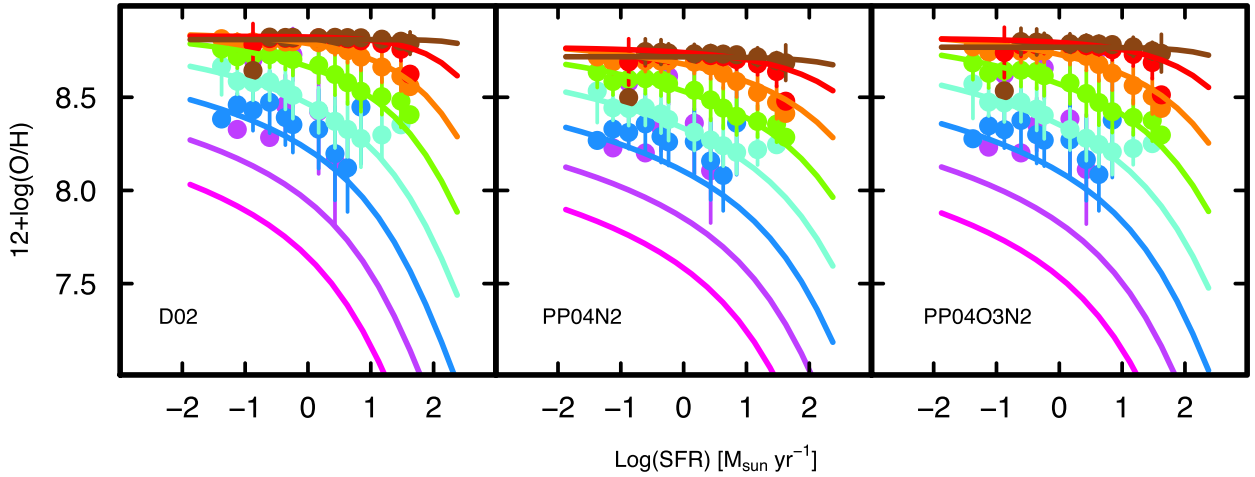 12+log(O/H)
8.5
8.0
7.5
D02
PP04N2
PP04O3N2
−2 −1 0 1 2 −2 −1 0 1 2 −2 −1 0 1 2
Log(SFR) [Msun yr−1]